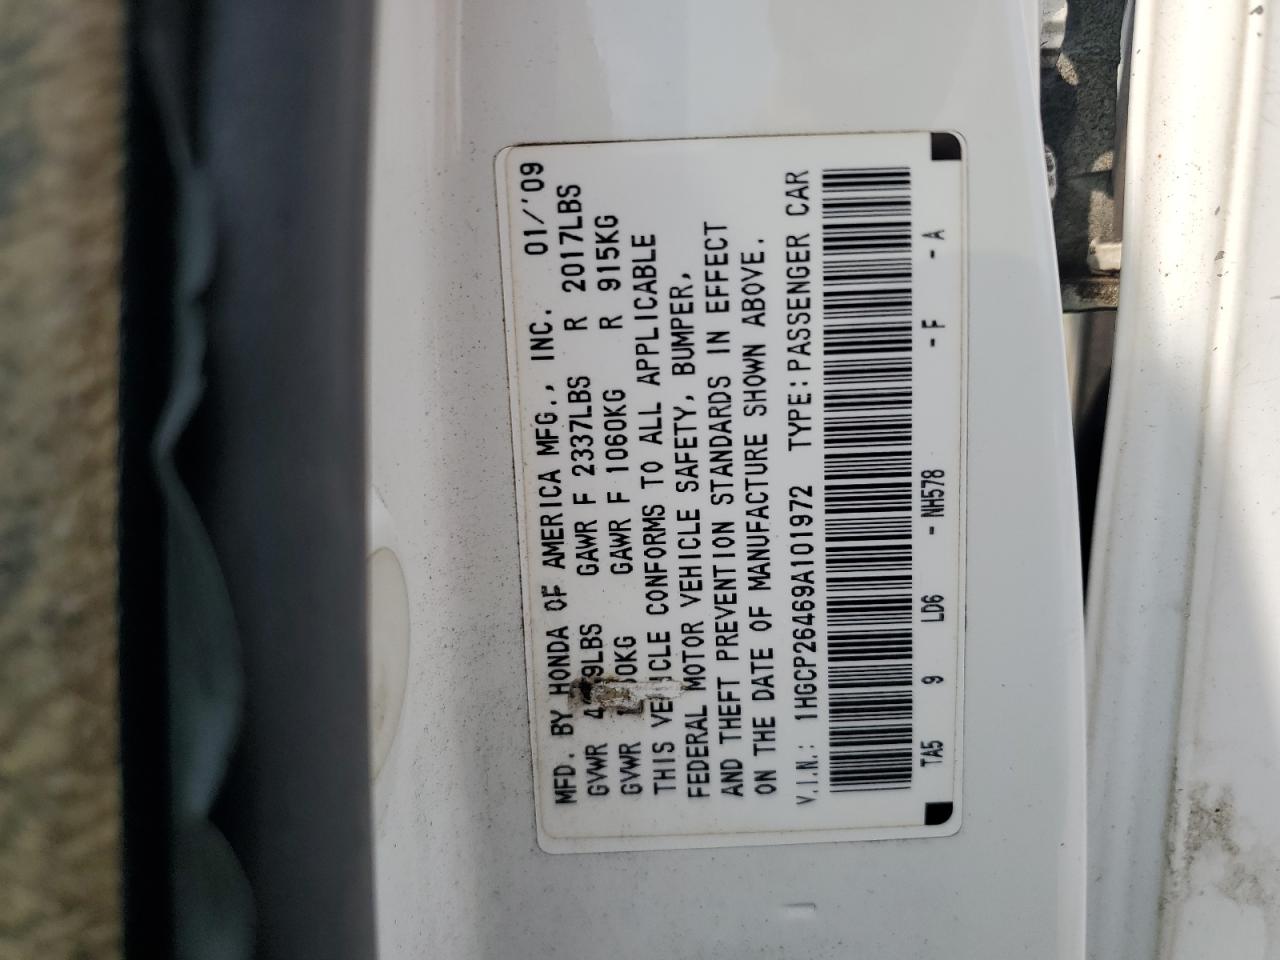 MFD. BY HONDA OF AMERICA MFG., INC. 01/'09
GVWR GAWR F 2337LBS R 2017LBS
GVWR GAWR F 1060KG R 915KG
THIS VEHICLE CONFORMS TO ALL APPLICABLE
FEDERAL MOTOR VEHICLE SAFETY, BUMPER,
AND THEFT PREVENTION STANDARDS IN EFFECT
ON THE DATE OF MANUFACTURE SHOWN ABOVE.
V.I.N.: 1HGCP26469A101972 TYPE:PASSENGER CAR
TA5 9 LD6 - NH578 - F - A